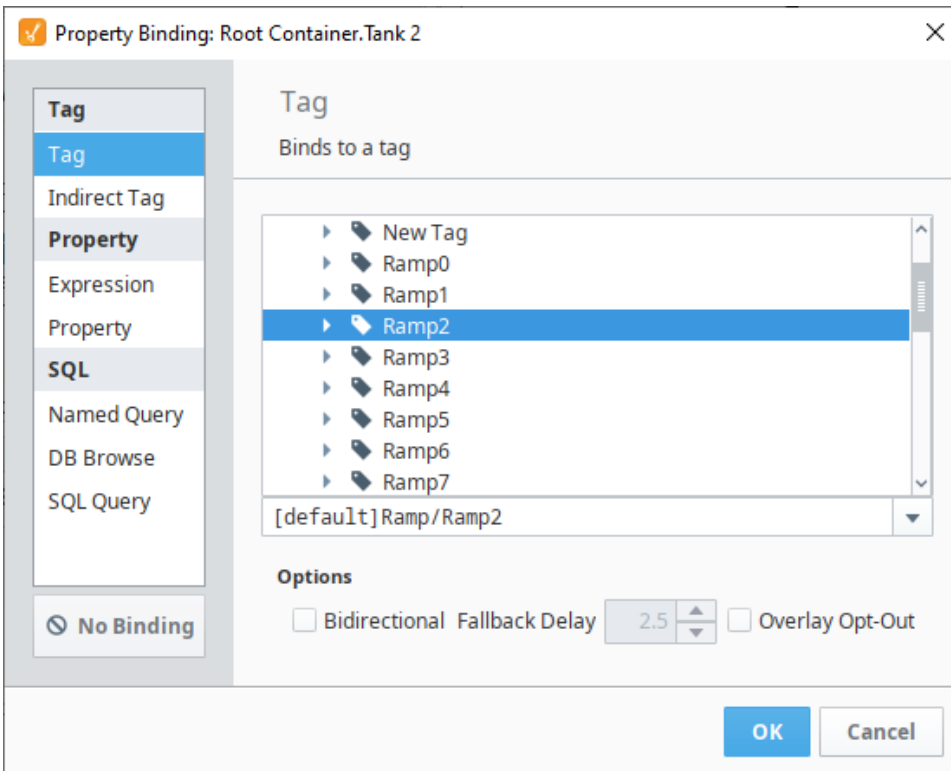 Property Binding: Root Container.Tank 2
Tag
Tag
Indirect Tag
Property
Expression
Property
SQL
Named Query
DB Browse
SQL Query
No Binding
Tag
Binds to a tag
New Tag
Ramp0
Ramp1
Ramp2
Ramp3
Ramp4
Ramp5
Ramp6
Ramp7
[default]Ramp/Ramp2
Options
Bidirectional Fallback Delay 2.5 Overlay Opt-Out
OK Cancel